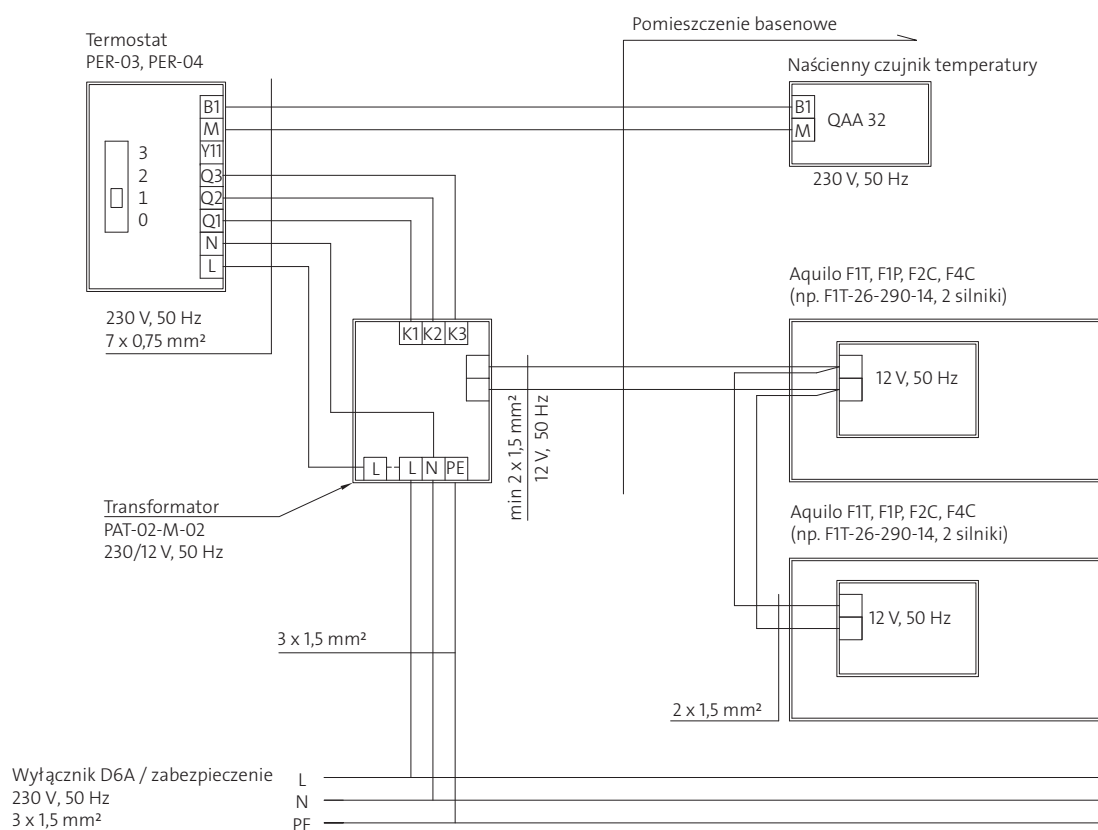 Pomieszczenie basenowe
Termostat
PER-03, PER-04
Naścienny czujnik temperatury
B1
M
Y11
Q3
Q2
Q1
N
L
3
2
1
0
B1
M
QAA 32
230 V, 50 Hz
230 V, 50 Hz
7 x 0,75 mm²
K1 K2 K3
L L N PE
min 2 x 1,5 mm²
12 V, 50 Hz
Aquilo F1T, F1P, F2C, F4C
(np. F1T-26-290-14, 2 silniki)
12 V, 50 Hz
Transformator
PAT-02-M-02
230/12 V, 50 Hz
Aquilo F1T, F1P, F2C, F4C
(np. F1T-26-290-14, 2 silniki)
12 V, 50 Hz
3 x 1,5 mm²
2 x 1,5 mm²
Wyłącznik D6A / zabezpieczenie
230 V, 50 Hz
3 x 1,5 mm²
L
N
PE